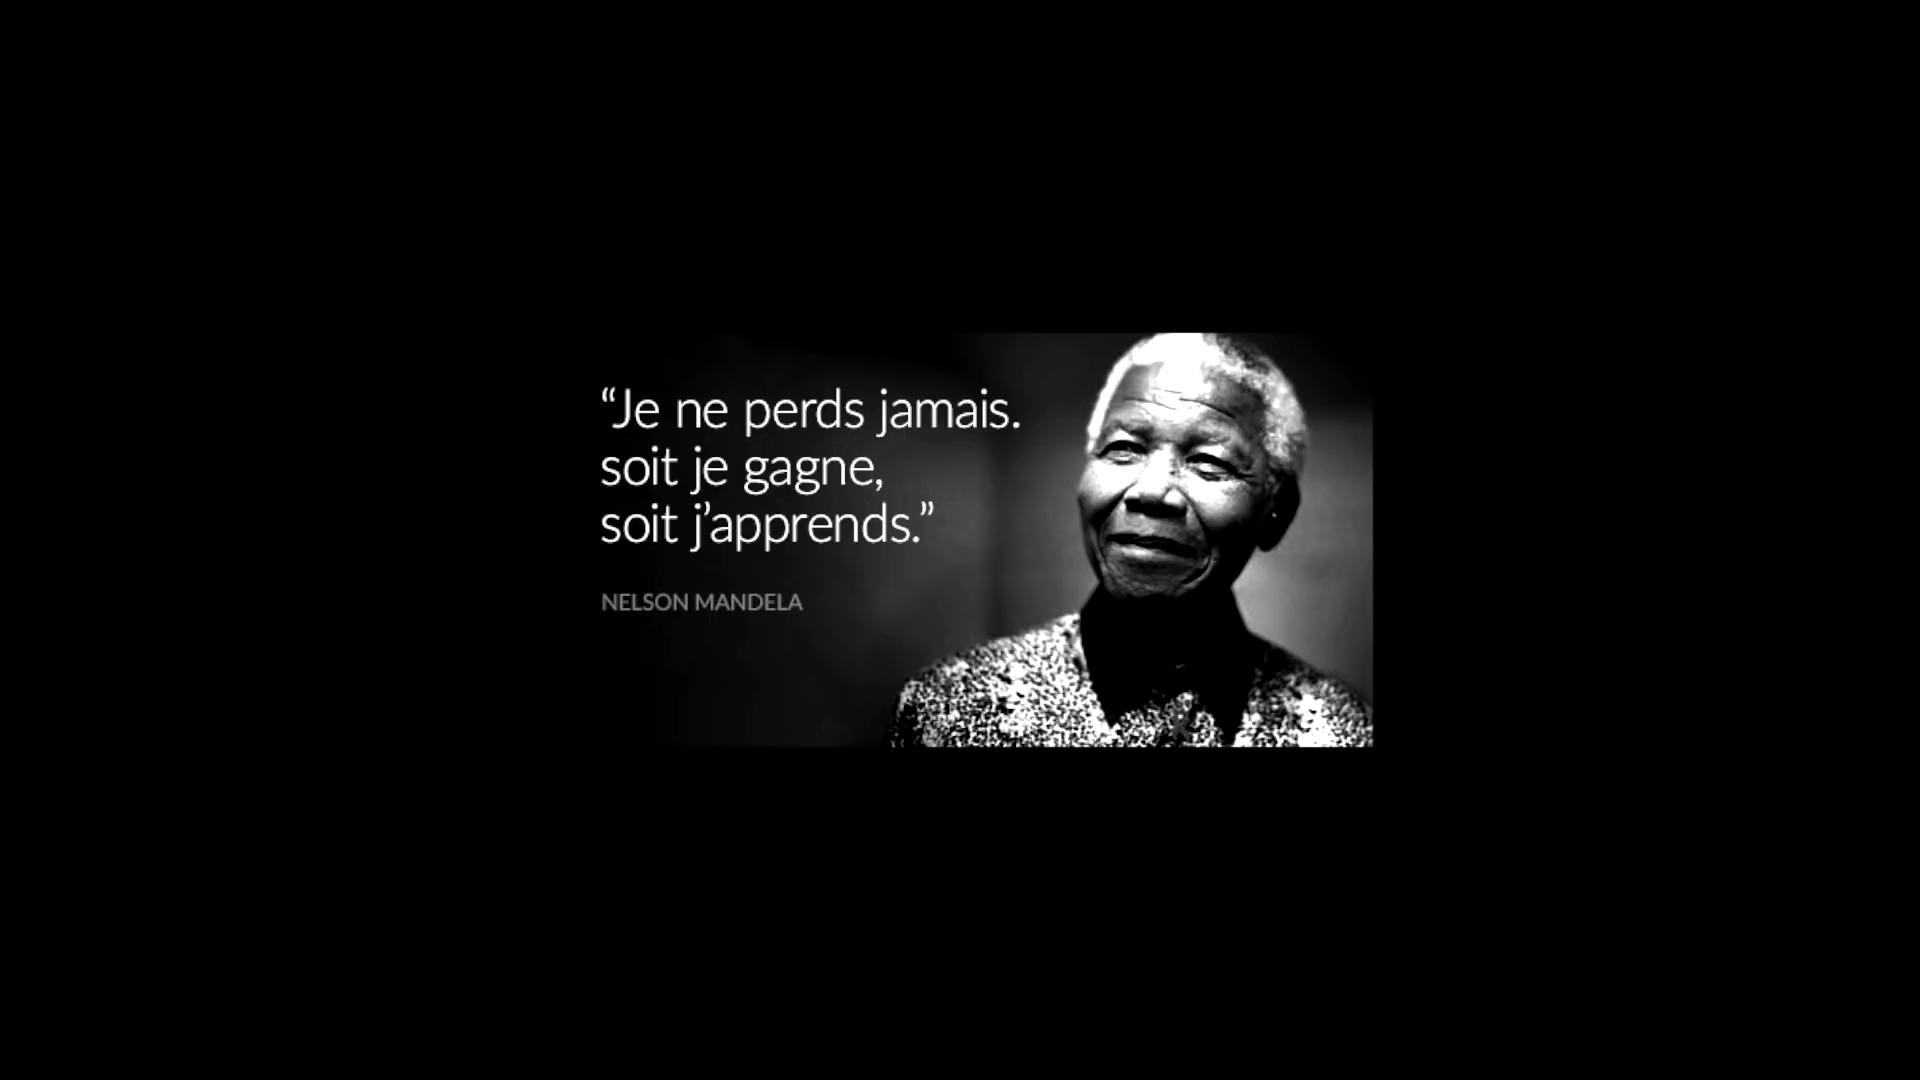 “Je ne perds jamais.
soit je gagne,
soit j’apprends.”
NELSON MANDELA